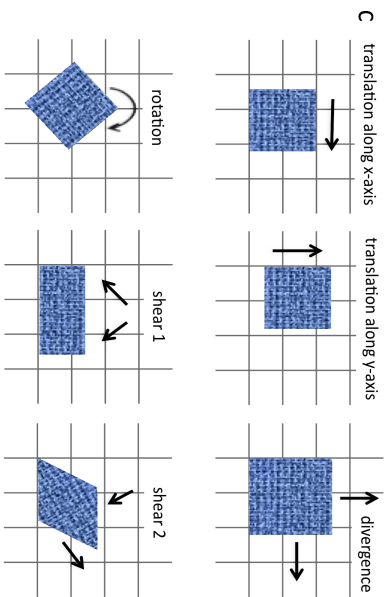 C
translation along x-axis
translation along y-axis
divergence
rotation
shear 1
shear 2